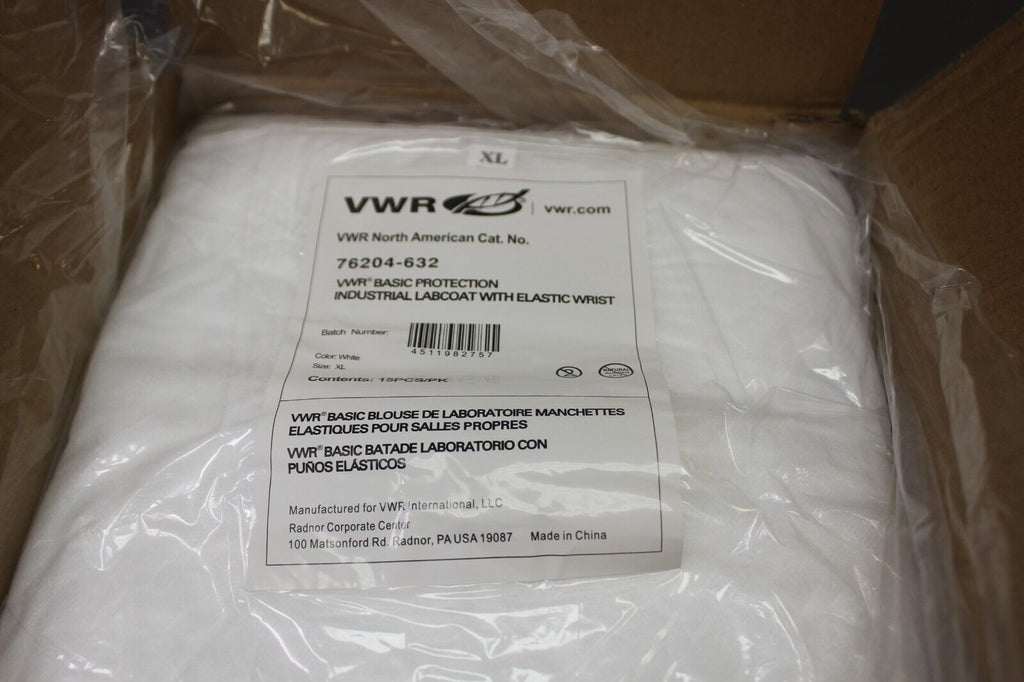 XL
VWR® | vwr.com
VWR North American Cat. No.
76204-632
VWR® BASIC PROTECTION
INDUSTRIAL LABCOAT WITH ELASTIC WRIST
Batch Number:
4511982757
Color: White
Size: XL
Contents: 15PCS/PK
VWR® BASIC BLOUSE DE LABORATOIRE MANCHETTES
ELASTIQUES POUR SALLES PROPRES
VWR® BASIC BATADE LABORATORIO CON
PUÑOS ELÁSTICOS
Manufactured for VWR International, LLC
Radnor Corporate Center
100 Matsonford Rd. Radnor, PA USA 19087 Made in China